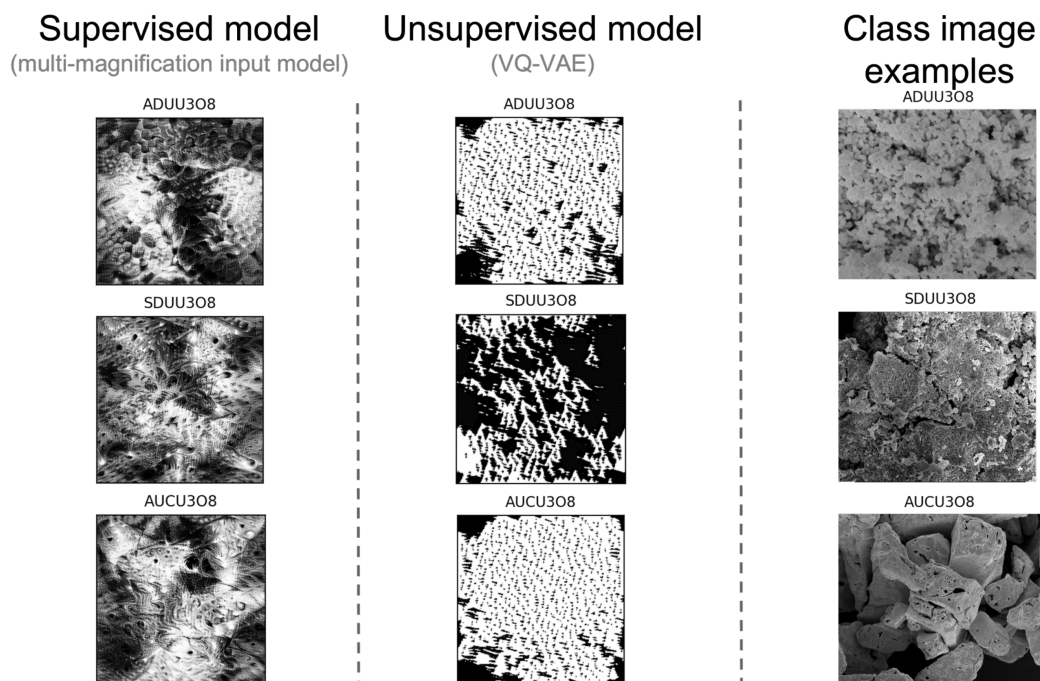 Supervised model
(multi-magnification input model)
Unsupervised model
(VQ-VAE)
Class image
examples
ADUU3O8
ADUU3O8
ADUU3O8
SDUU3O8
SDUU3O8
SDUU3O8
AUCU3O8
AUCU3O8
AUCU3O8